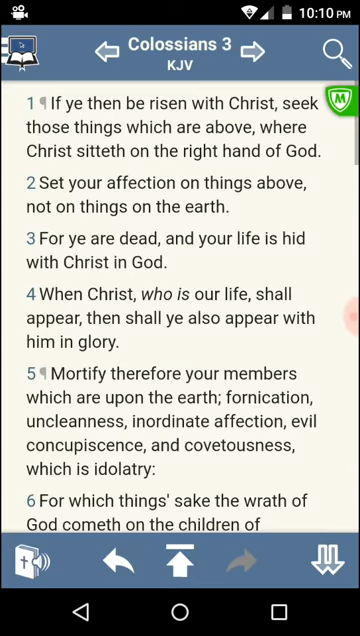 10:10 PM
Colossians 3
KJV
1 ¶ If ye then be risen with Christ, seek
those things which are above, where
Christ sitteth on the right hand of God.
2 Set your affection on things above,
not on things on the earth.
3 For ye are dead, and your life is hid
with Christ in God.
4 When Christ, who is our life, shall
appear, then shall ye also appear with
him in glory.
5 ¶ Mortify therefore your members
which are upon the earth; fornication,
uncleanness, inordinate affection, evil
concupiscence, and covetousness,
which is idolatry:
6 For which things' sake the wrath of
God cometh on the children of